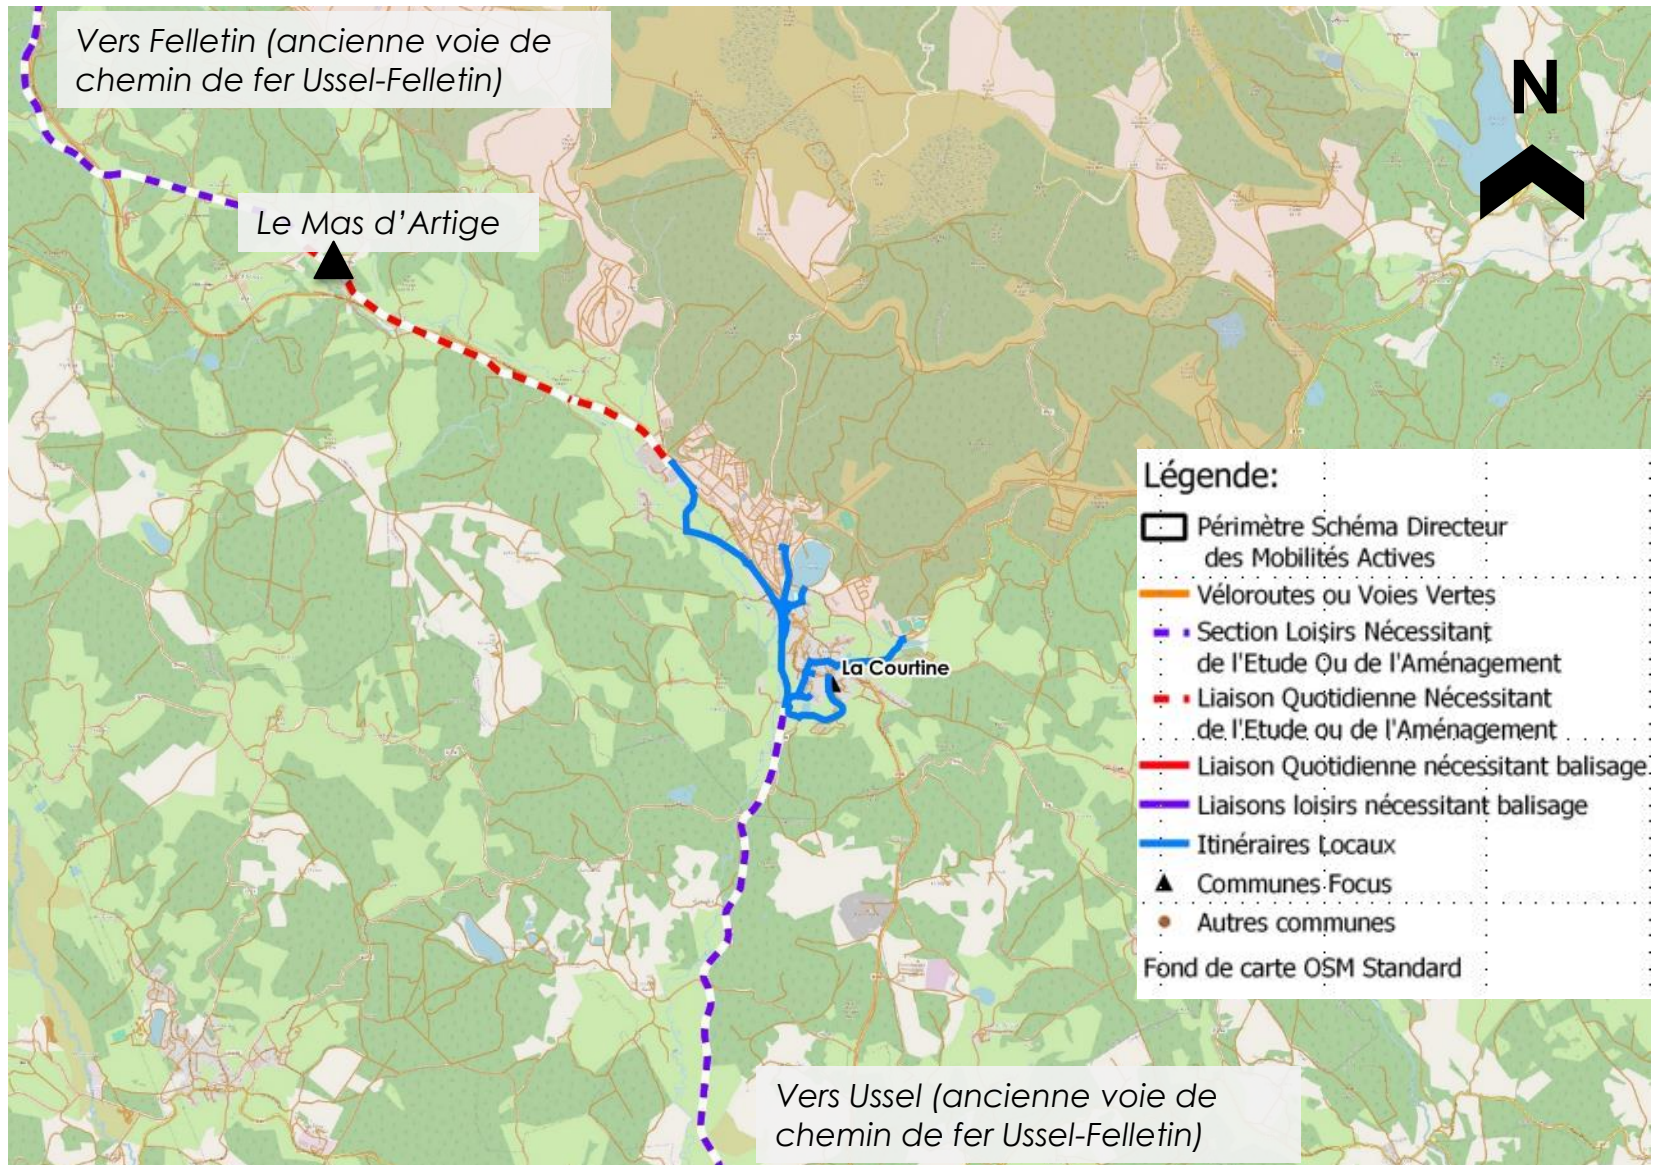 Vers Felletin (ancienne voie de
chemin de fer Ussel-Felletin)
N
Le Mas d'Artige
La Courtine
Légende:
Périmètre Schéma Directeur
des Mobilités Actives
Véloroutes ou Voies Vertes
Section Loisirs Nécessitant
de l'Etude Ou de l'Aménagement
Liaison Quotidienne Nécessitant
de l'Etude ou de l'Aménagement
Liaison Quotidienne nécessitant balisage
Liaisons loisirs nécessitant balisage
Itinéraires Locaux
Communes Focus
Autres communes
Fond de carte OSM Standard
Vers Ussel (ancienne voie de
chemin de fer Ussel-Felletin)